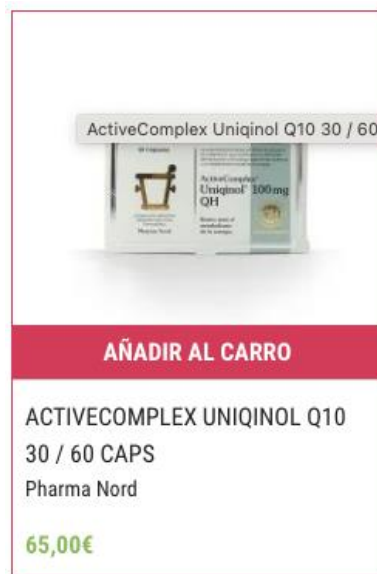 ActiveComplex Uniqinol Q10 30 / 60
ActiveComplex
Uniqinol 100mg
QH
Pharma Nord
AÑADIR AL CARRO
ACTIVECOMPLEX UNIQINOL Q10
30 / 60 CAPS
Pharma Nord
65,00€